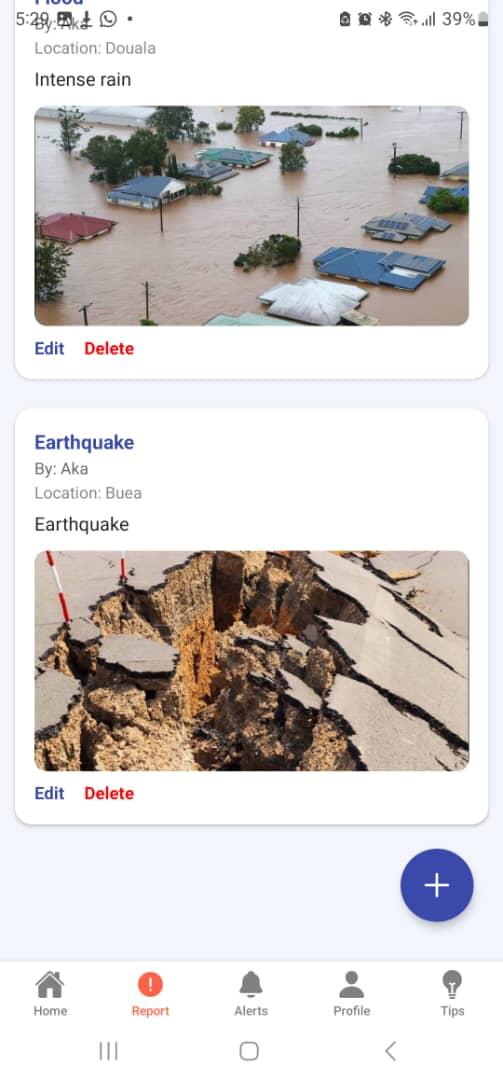 Flood
5:29
39%
By: Aka
Location: Douala
Intense rain
Edit Delete
Earthquake
By: Aka
Location: Buea
Earthquake
Edit Delete
Home Report Alerts Profile Tips